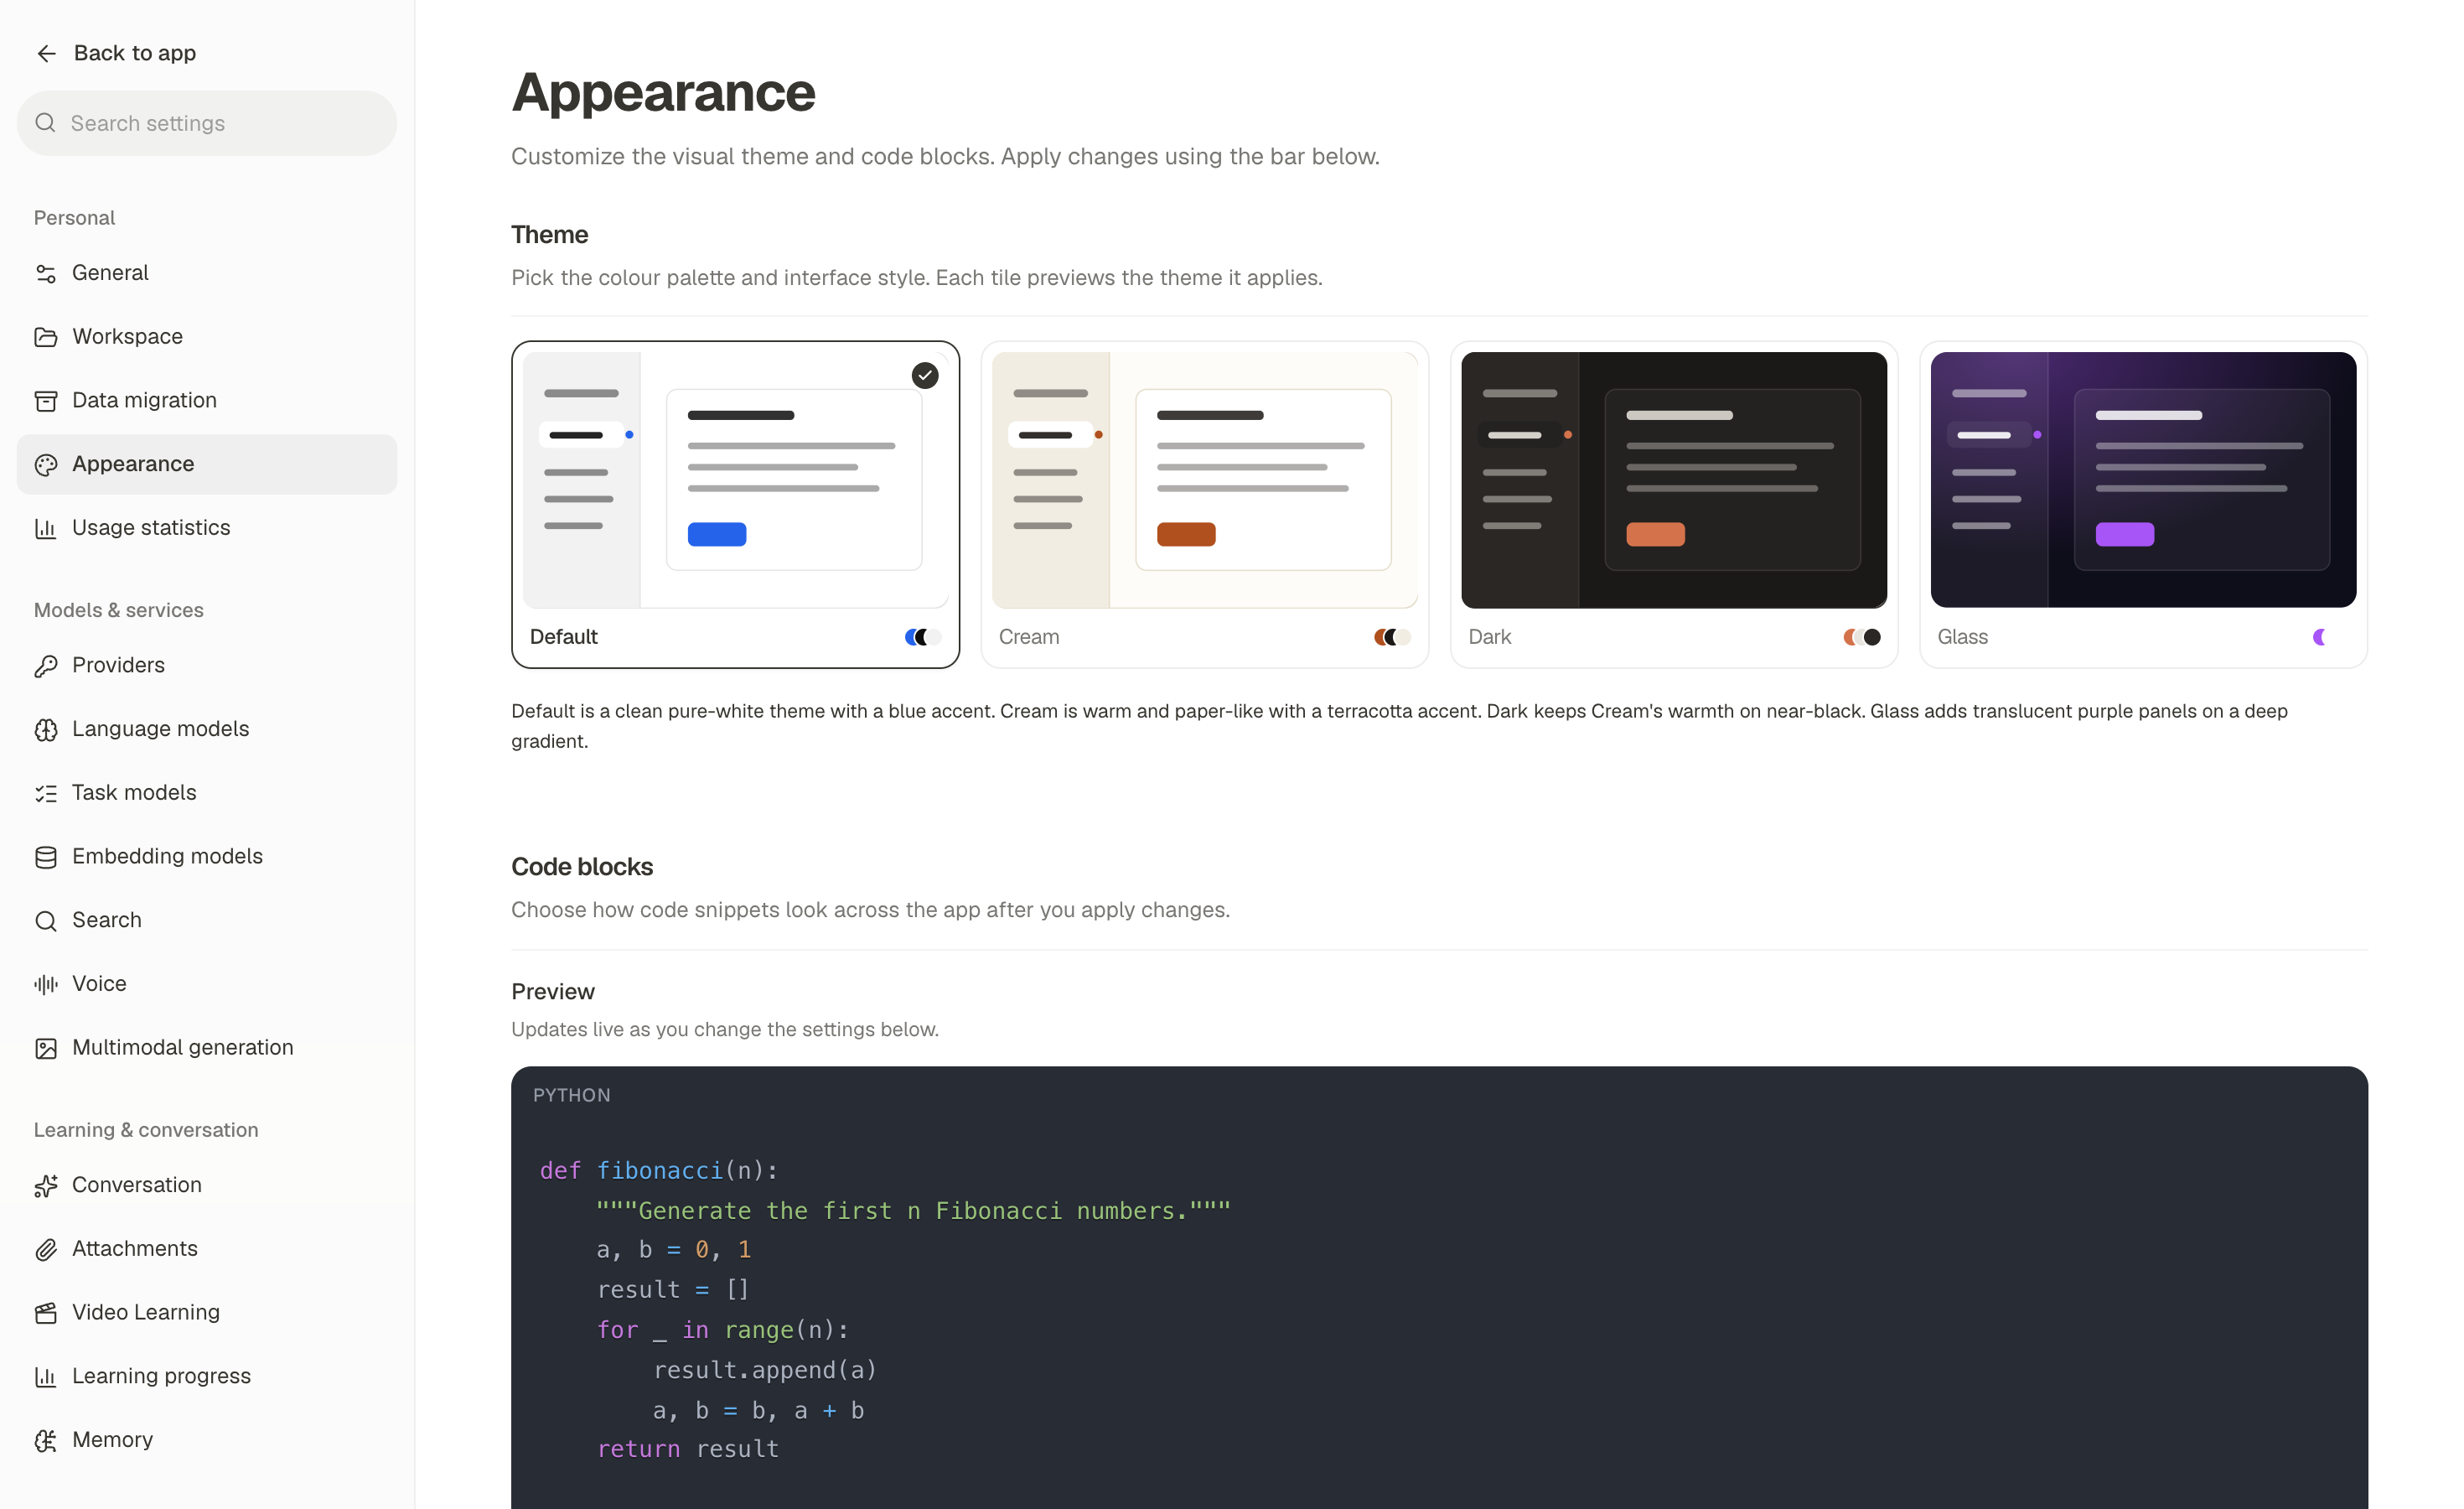 Back to app
Search settings
Personal
General
Workspace
Data migration
Appearance
Usage statistics
Models & services
Providers
Language models
Task models
Embedding models
Search
Voice
Multimodal generation
Learning & conversation
Conversation
Attachments
Video Learning
Learning progress
Memory
Appearance
Customize the visual theme and code blocks. Apply changes using the bar below.
Theme
Pick the colour palette and interface style. Each tile previews the theme it applies.
Default
Cream
Dark
Glass
Default is a clean pure-white theme with a blue accent. Cream is warm and paper-like with a terracotta accent. Dark keeps Cream's warmth on near-black. Glass adds translucent purple panels on a deep
gradient.
Code blocks
Choose how code snippets look across the app after you apply changes.
Preview
Updates live as you change the settings below.
PYTHON
def fibonacci(n):
    """Generate the first n Fibonacci numbers."""
    a, b = 0, 1
    result = []
    for _ in range(n):
        result.append(a)
        a, b = b, a + b
    return result